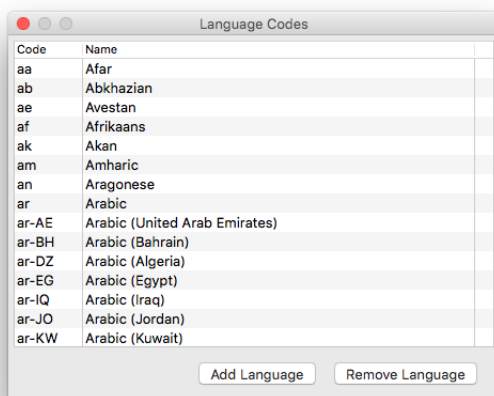 Language Codes
Code Name
aa Afar
ab Abkhazian
ae Avestan
af Afrikaans
ak Akan
am Amharic
an Aragonese
ar Arabic
ar-AE Arabic (United Arab Emirates)
ar-BH Arabic (Bahrain)
ar-DZ Arabic (Algeria)
ar-EG Arabic (Egypt)
ar-IQ Arabic (Iraq)
ar-JO Arabic (Jordan)
ar-KW Arabic (Kuwait)
Add Language Remove Language